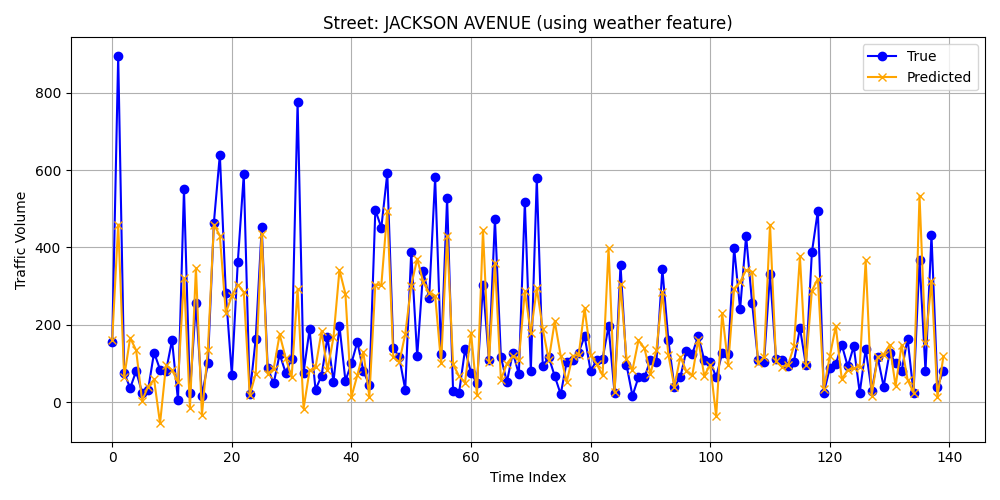 Street: JACKSON AVENUE (using weather feature)
True
Predicted
800
600
400
200
0
Traffic Volume
0 20 40 60 80 100 120 140
Time Index